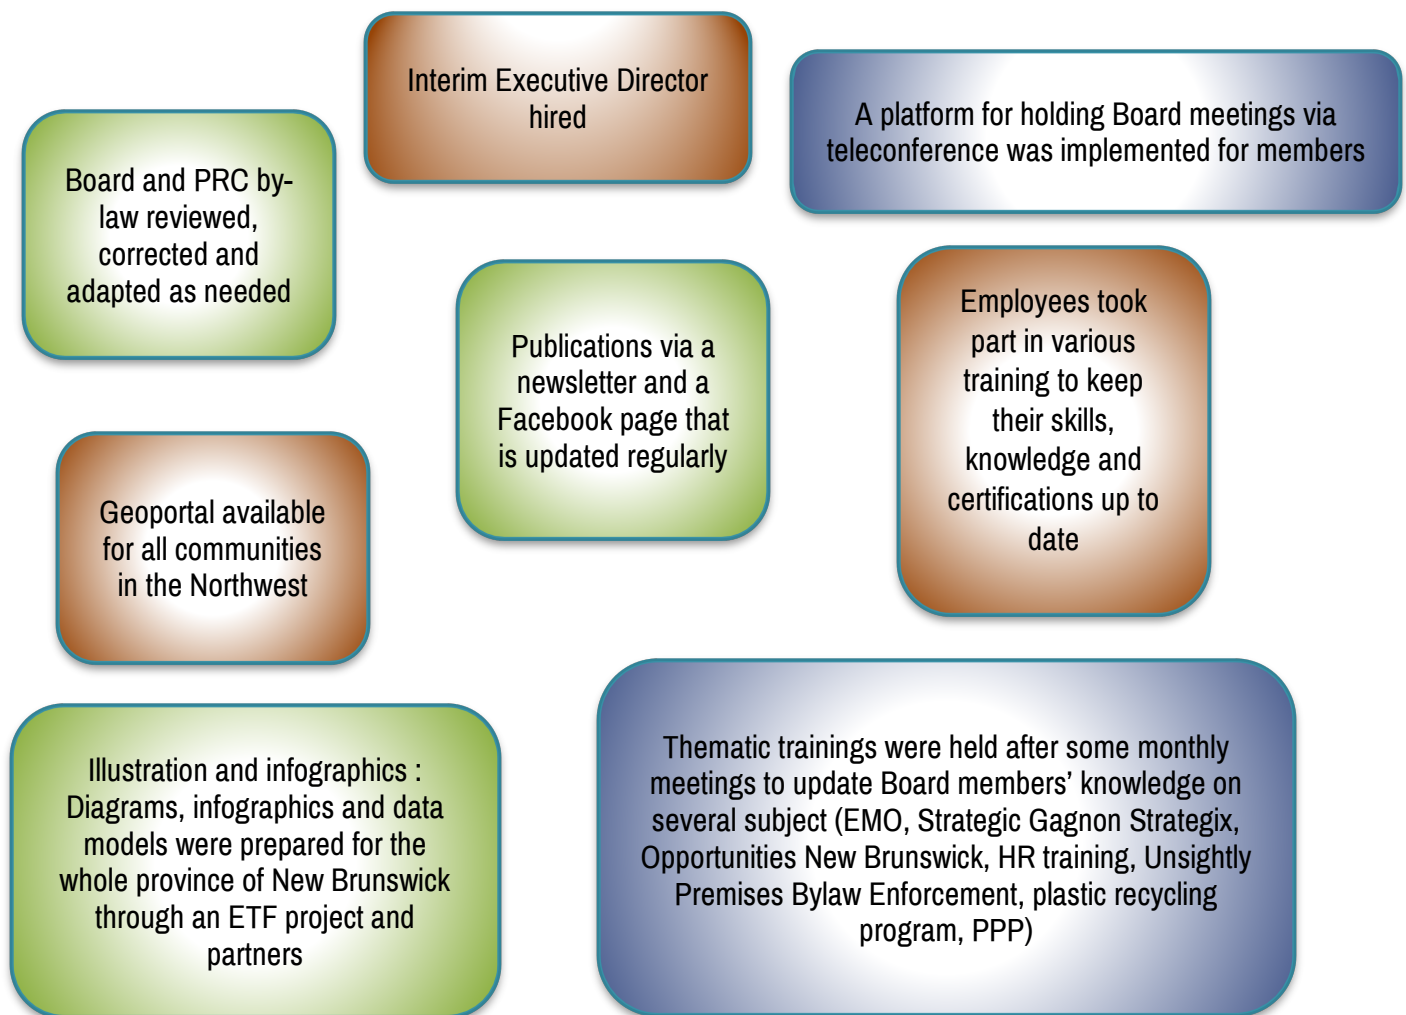 Interim Executive Director
hired
A platform for holding Board meetings via
teleconference was implemented for members
Board and PRC by-
law reviewed,
corrected and
adapted as needed
Publications via a
newsletter and a
Facebook page that
is updated regularly
Employees took
part in various
training to keep
their skills,
knowledge and
certifications up to
date
Geoportal available
for all communities
in the Northwest
Illustration and infographics :
Diagrams, infographics and data
models were prepared for the
whole province of New Brunswick
through an ETF project and
partners
Thematic trainings were held after some monthly
meetings to update Board members’ knowledge on
several subject (EMO, Strategic Gagnon Strategix,
Opportunities New Brunswick, HR training, Unsightly
Premises Bylaw Enforcement, plastic recycling
program, PPP)